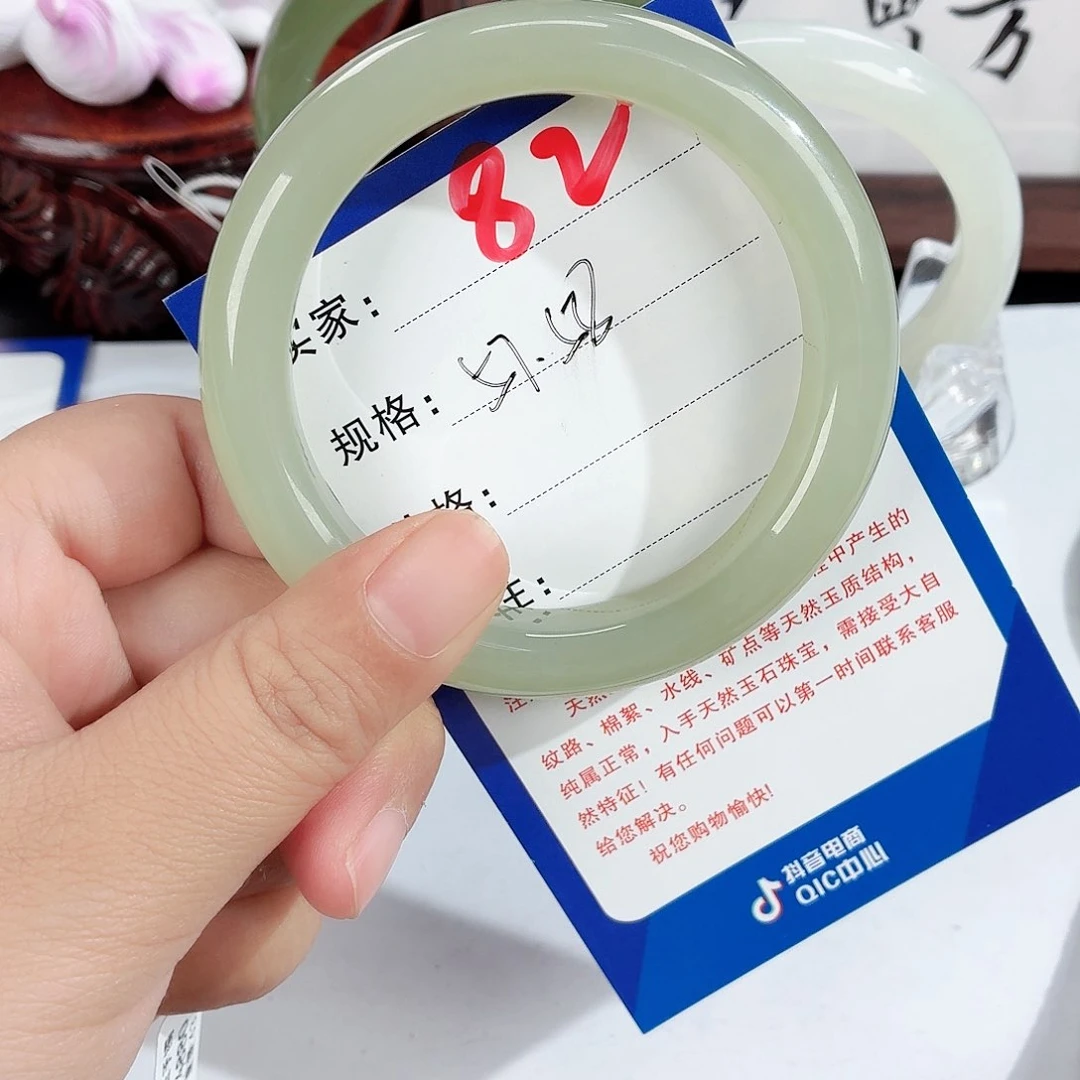 82
买家：
规格：
格：
注：天然
程中产生的
纹路、棉絮、水线、矿点等天然玉质结构，
纯属正常，入手天然玉石珠宝，需接受大自
然特征！有任何问题可以第一时间联系客服
给您解决。
祝您购物愉快!
抖音电商
QIC中心
方